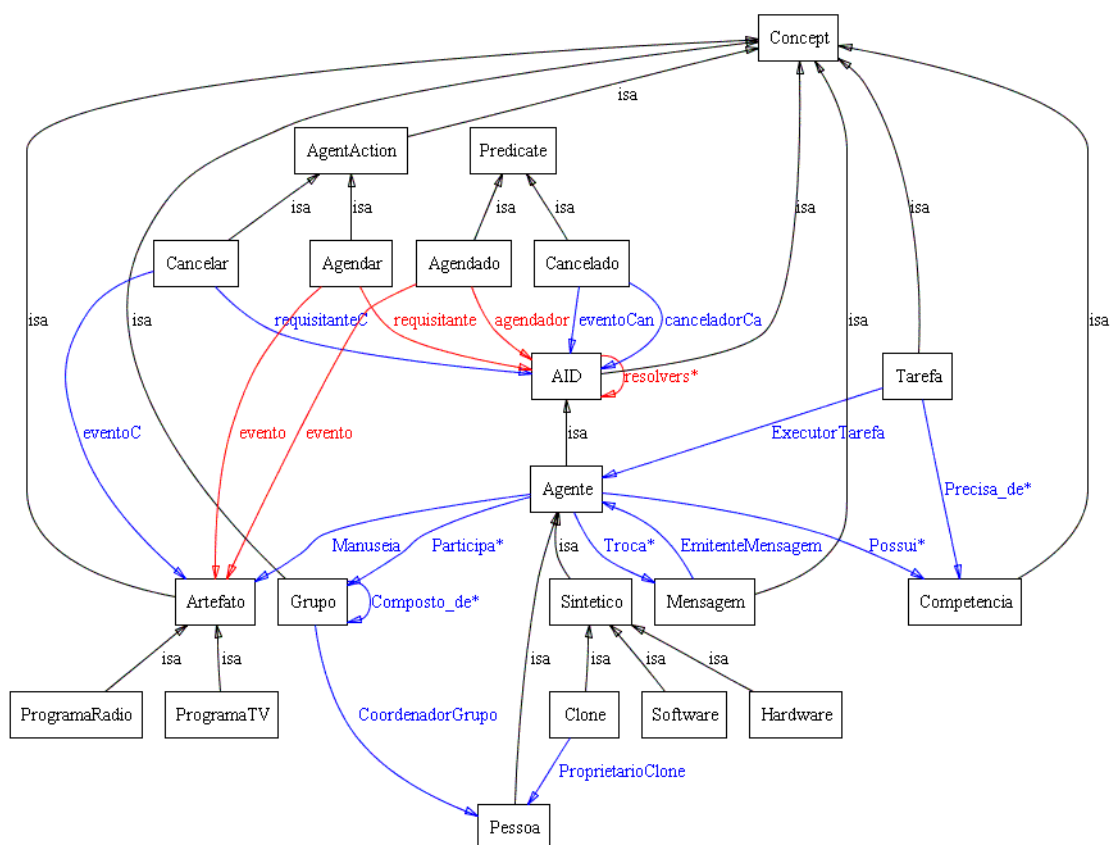 Concept
isa
AgentAction
Predicate
isa
isa
isa
isa
isa
isa
Cancelar
Agendar
Agendado
Cancelado
isa
isa
requisitanteC
requisitante
agendador
eventoCan
canceladorCa
isa
isa
AID
resolvers*
Tarefa
eventoC
evento
evento
isa
ExecutorTarefa
Agente
Precisa_de*
Manuseia
Participa*
isa
Troca*
EmitenteMensagem
Possui*
Artefato
Grupo
Composto_de*
Sintetico
Mensagem
Competencia
isa
isa
isa
isa
isa
isa
ProgramaRadio
ProgramaTV
CoordenadorGrupo
Clone
Software
Hardware
ProprietarioClone
Pessoa